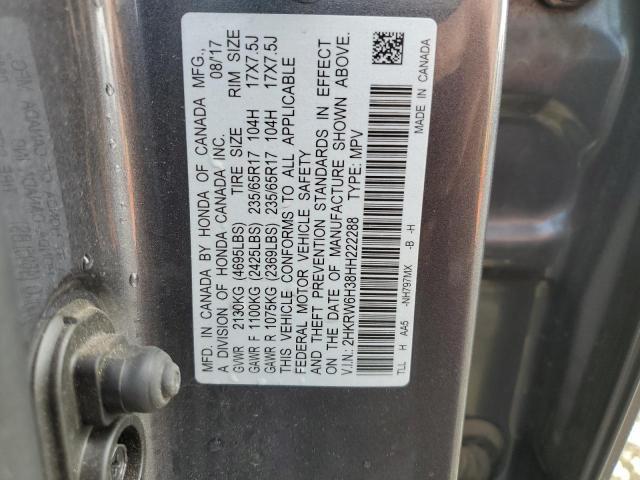 MFD. IN CANADA BY HONDA OF CANADA MFG.,
A DIVISION OF HONDA CANADA INC. 08/17
GVWR 2130KG (4695LBS) TIRE SIZE RIM SIZE
GAWR F 1100KG (2425LBS) 235/65R17 104H 17X7.5J
GAWR R 1075KG (2369LBS) 235/65R17 104H 17X7.5J
THIS VEHICLE CONFORMS TO ALL APPLICABLE
FEDERAL MOTOR VEHICLE SAFETY
AND THEFT PREVENTION STANDARDS IN EFFECT
ON THE DATE OF MANUFACTURE SHOWN ABOVE.
V.I.N.: 2HKRW6H38HH222288 TYPE: MPV
TLL H AA5 -NH797MX -B -H MADE IN CANADA